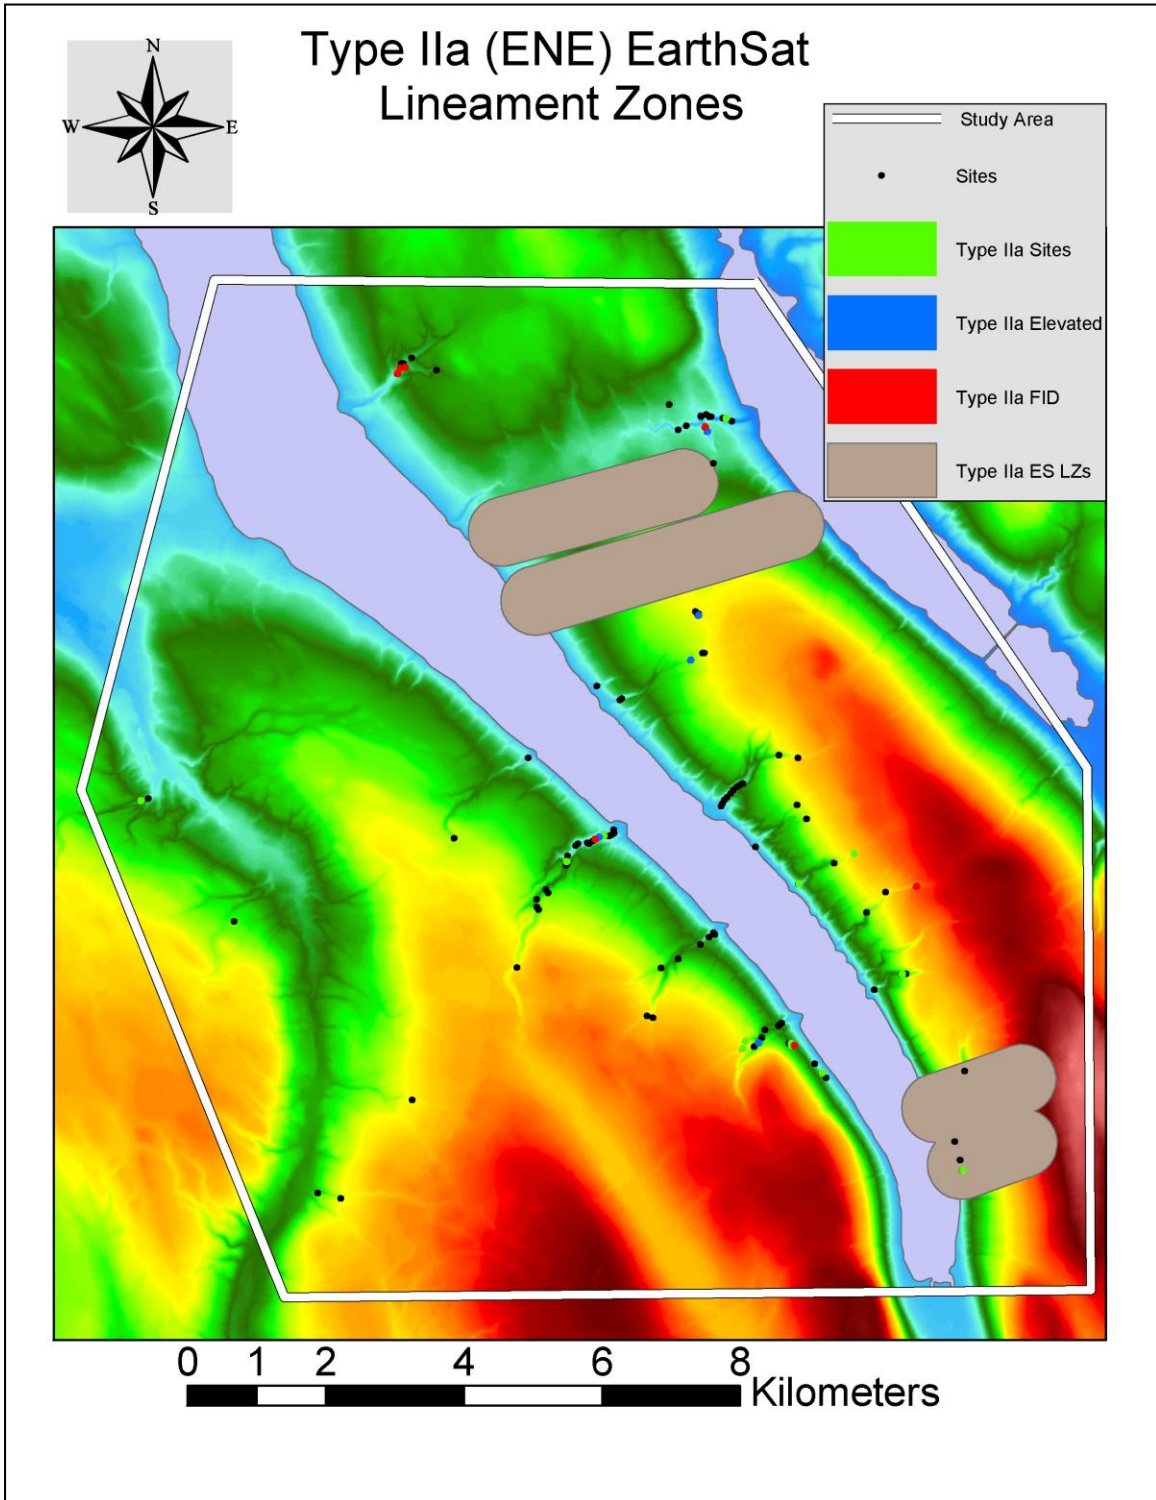 Type IIa (ENE) EarthSat
Lineament Zones
N
W
E
S
Study Area
Sites
Type IIa Sites
Type IIa Elevated
Type IIa FID
Type IIa ES LZs
0 1 2 4 6 8
Kilometers